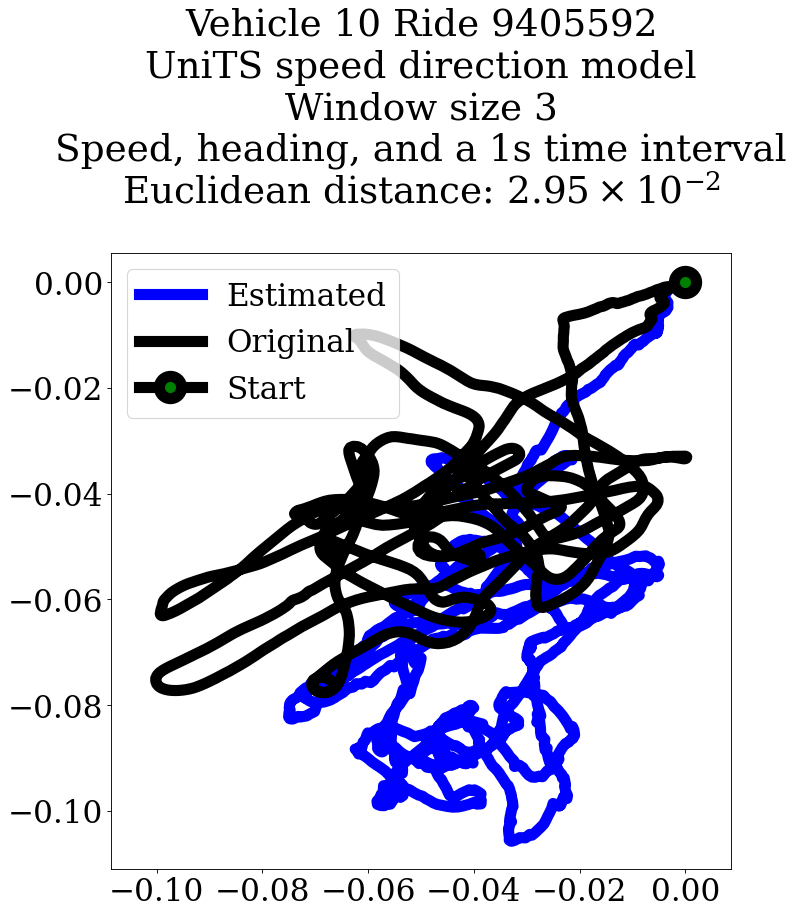 Vehicle 10 Ride 9405592
UniTS speed direction model
Window size 3
Speed, heading, and a 1s time interval
Euclidean distance: 2.95 × 10⁻²
Estimated
Original
Start
0.00
−0.02
−0.04
−0.06
−0.08
−0.10
−0.10 −0.08 −0.06 −0.04 −0.02 0.00